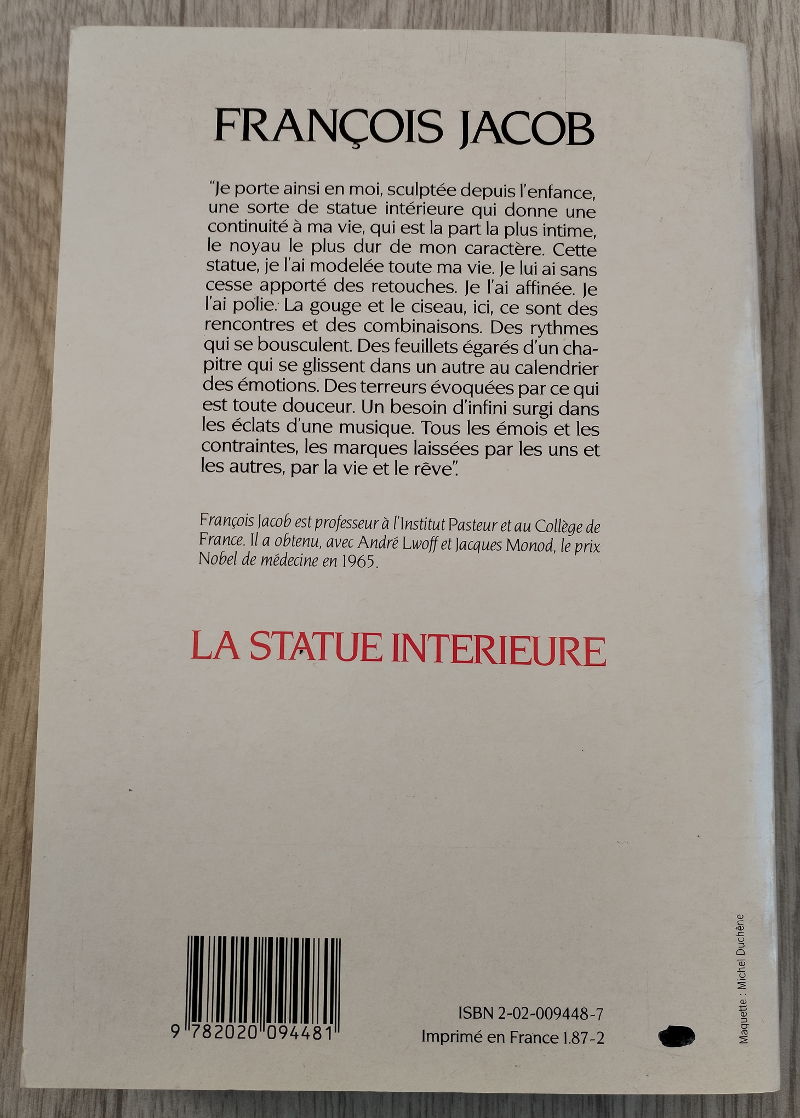 FRANÇOIS JACOB
"Je porte ainsi en moi, sculptée depuis l'enfance,
une sorte de statue intérieure qui donne une
continuité à ma vie, qui est la part la plus intime,
le noyau le plus dur de mon caractère. Cette
statue, je l'ai modelée toute ma vie. Je lui ai sans
cesse apporté des retouches. Je l'ai affinée. Je
l'ai polie. La gouge et le ciseau, ici, ce sont des
rencontres et des combinaisons. Des rythmes
qui se bousculent. Des feuillets égarés d'un cha-
pitre qui se glissent dans un autre au calendrier
des émotions. Des terreurs évoquées par ce qui
est toute douceur. Un besoin d'infini surgi dans
les éclats d'une musique. Tous les émois et les
contraintes, les marques laissées par les uns et
les autres, par la vie et le rêve".
François Jacob est professeur à l'Institut Pasteur et au Collège de
France. Il a obtenu, avec André Lwoff et Jacques Monod, le prix
Nobel de médecine en 1965.
LA STATUE INTERIEURE
9 782020 094481
ISBN 2-02-009448-7
Imprimé en France 1.87-2
Maquette : Michel Duchêne